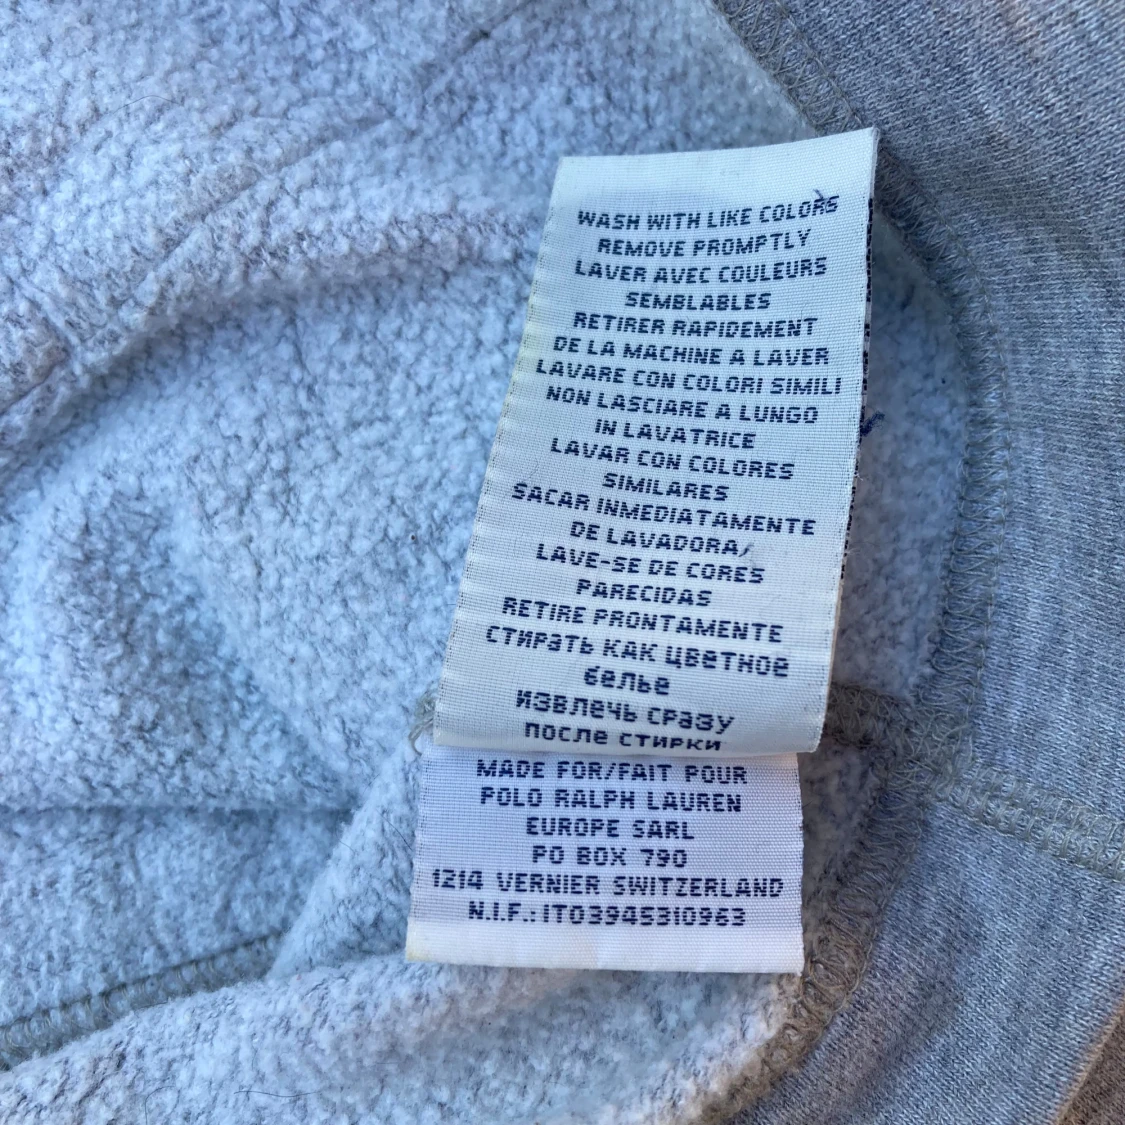 WASH WITH LIKE COLORS
REMOVE PROMPTLY
LAVER AVEC COULEURS
SEMBLABLES
RETIRER RAPIDEMENT
DE LA MACHINE A LAVER
LAVARE CON COLORI SIMILI
NON LASCIARE A LUNGO
IN LAVATRICE
LAVAR CON COLORES
SIMILARES
SACAR INMEDIATAMENTE
DE LAVADORA/
LAVE-SE DE CORES
PARECIDAS
RETIRE PRONTAMENTE
СТИРАТЬ КАК ЦВЕТНОЕ
БЕЛЬЕ
ИЗВЛЕЧЬ СРАЗУ
ПОСЛЕ СТИРКИ
MADE FOR/FAIT POUR
POLO RALPH LAUREN
EUROPE SARL
PO BOX 790
1214 VERNIER SWITZERLAND
N.I.F.:IT03945310963